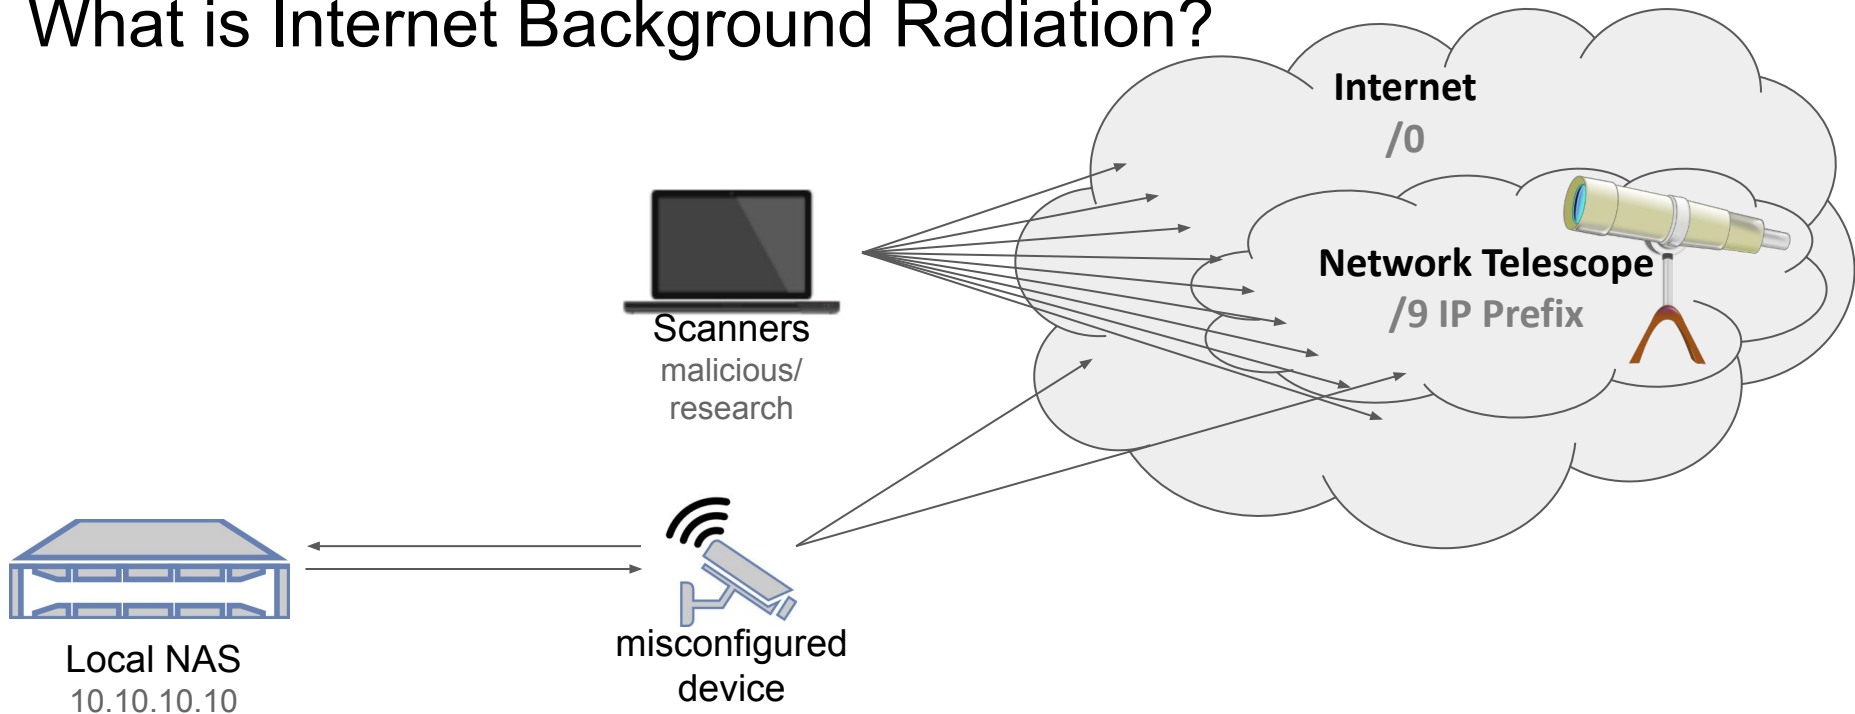 What is Internet Background Radiation?
Internet
/0
Network Telescope
/9 IP Prefix
Scanners
malicious/
research
misconfigured
device
Local NAS
10.10.10.10